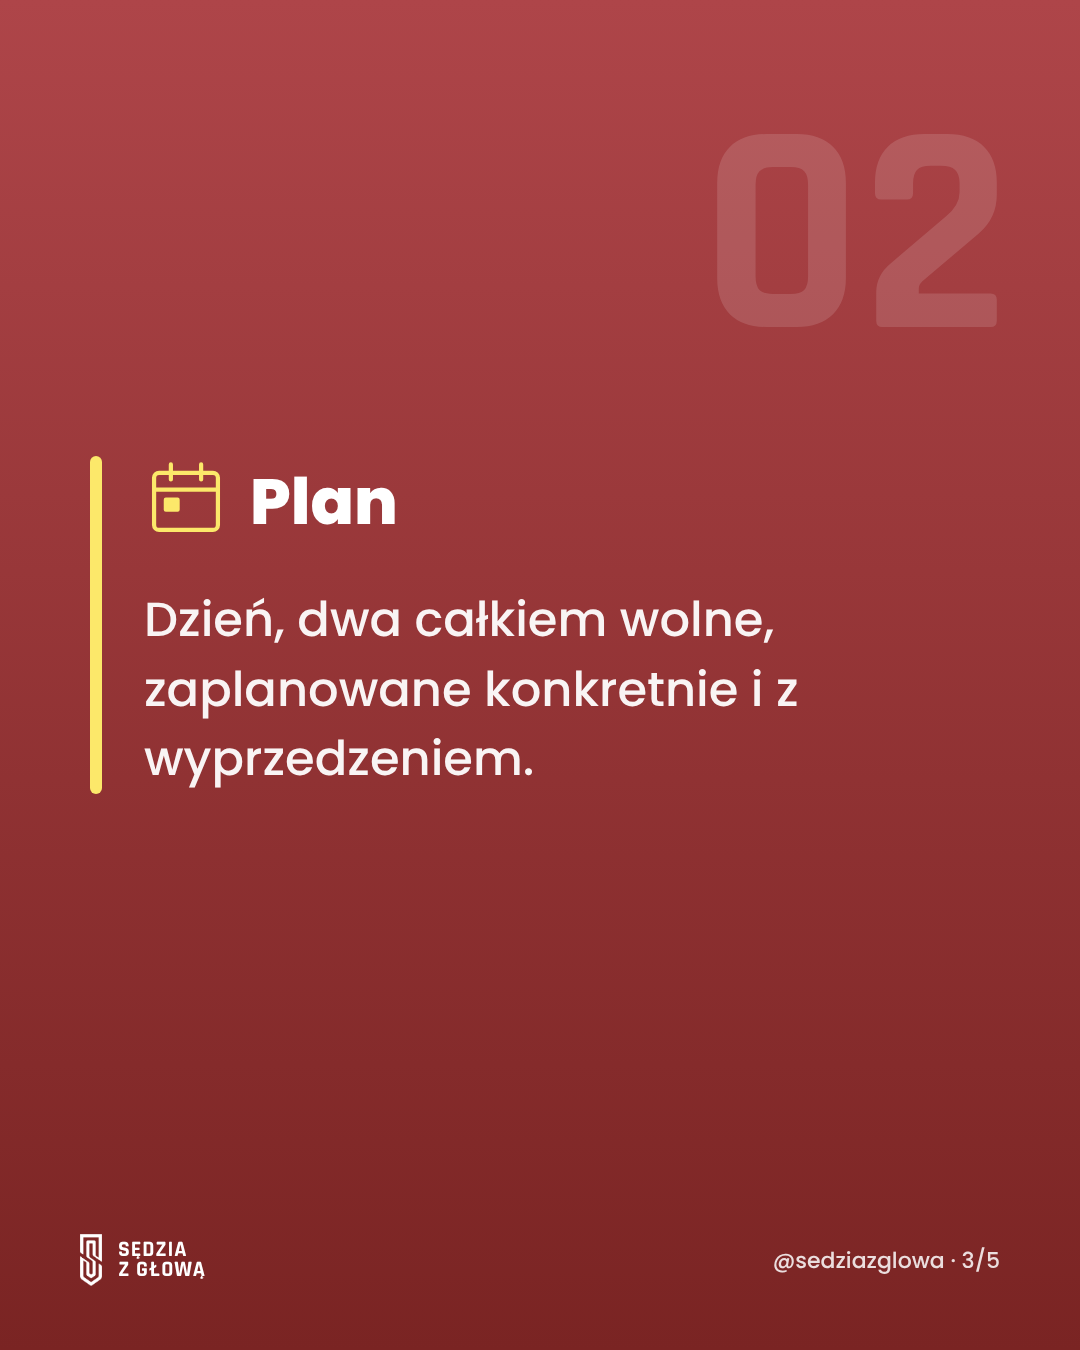 02
Plan
Dzień, dwa całkiem wolne,
zaplanowane konkretnie i z
wyprzedzeniem.
SĘDZIA
Z GŁOWĄ
@sedziazglowa · 3/5